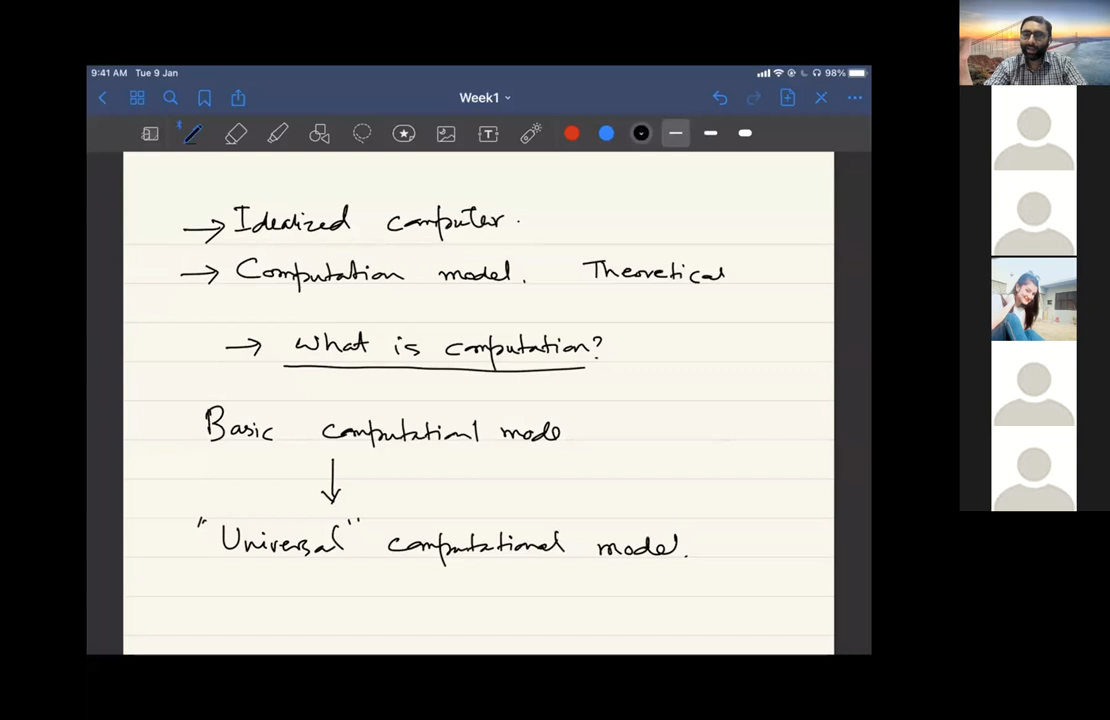 9:41 AM Tue 9 Jan
98%
Week1
T
→ Idealized computer.
→ Computation model. Theoretical
→ What is computation?
Basic computationl mode
↓
"Universal" computational model.